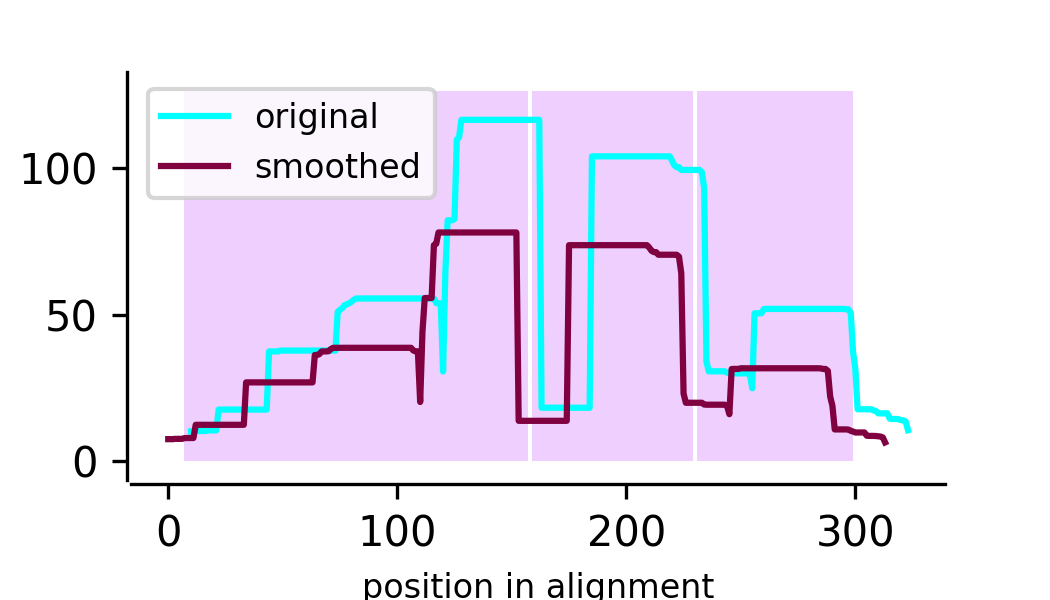 original
smoothed
100
50
0
0 100 200 300
position in alignment